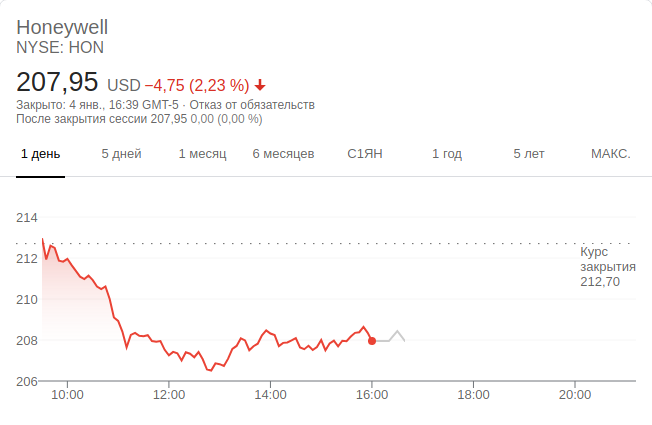 Honeywell
NYSE: HON
207,95 USD −4,75 (2,23 %)
Закрыто: 4 янв., 16:39 GMT-5 · Отказ от обязательств
После закрытия сессии 207,95 0,00 (0,00 %)
1 день 5 дней 1 месяц 6 месяцев С1ЯН 1 год 5 лет МАКС.
214
Курс
закрытия
212,70
212
210
208
206
10:00 12:00 14:00 16:00 18:00 20:00